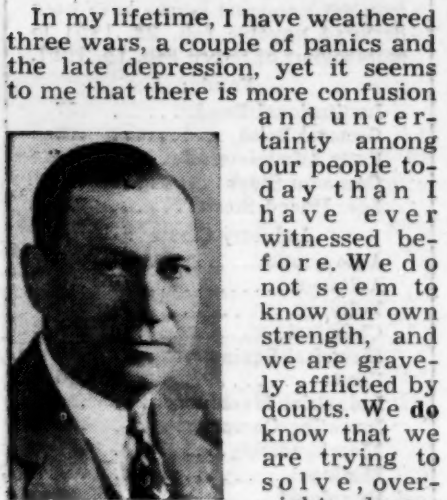 In my lifetime, I have weathered
three wars, a couple of panics and
the late depression, yet it seems
to me that there is more confusion
and uncer-
tainty among
our people to-
day than I
have ever
witnessed be-
fore. We do
not seem to
know our own
strength, and
we are grave-
ly afflicted by
doubts. We do
know that we
are trying to
solve, over-